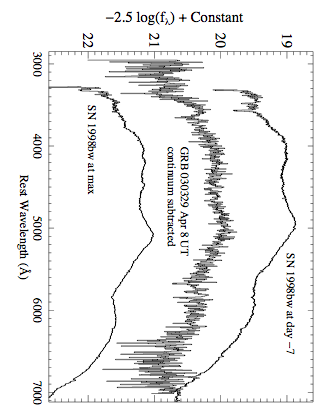 −2.5 log(fλ) + Constant
22
21
20
19
3000
4000
5000
6000
7000
Rest Wavelength (Å)
SN 1998bw at day −7
GRB 030329 Apr 8 UT
continuum subtracted
SN 1998bw at max